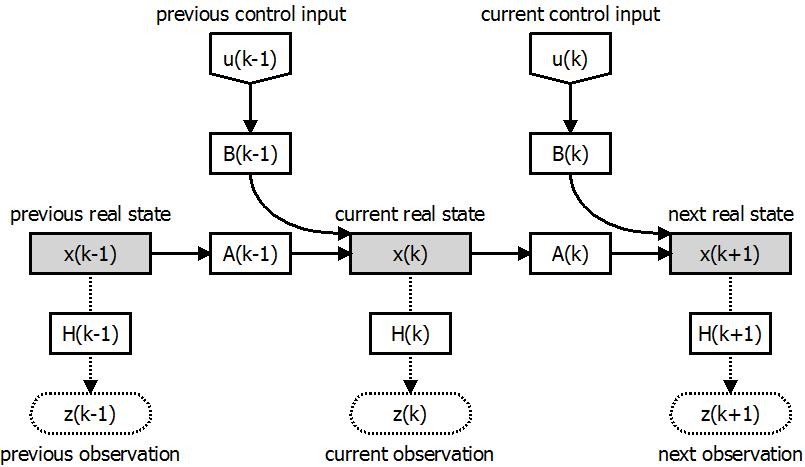 previous control input
current control input
u(k-1)
u(k)
B(k-1)
B(k)
previous real state
current real state
next real state
x(k-1)
A(k-1)
x(k)
A(k)
x(k+1)
H(k-1)
H(k)
H(k+1)
z(k-1)
z(k)
z(k+1)
previous observation
current observation
next observation